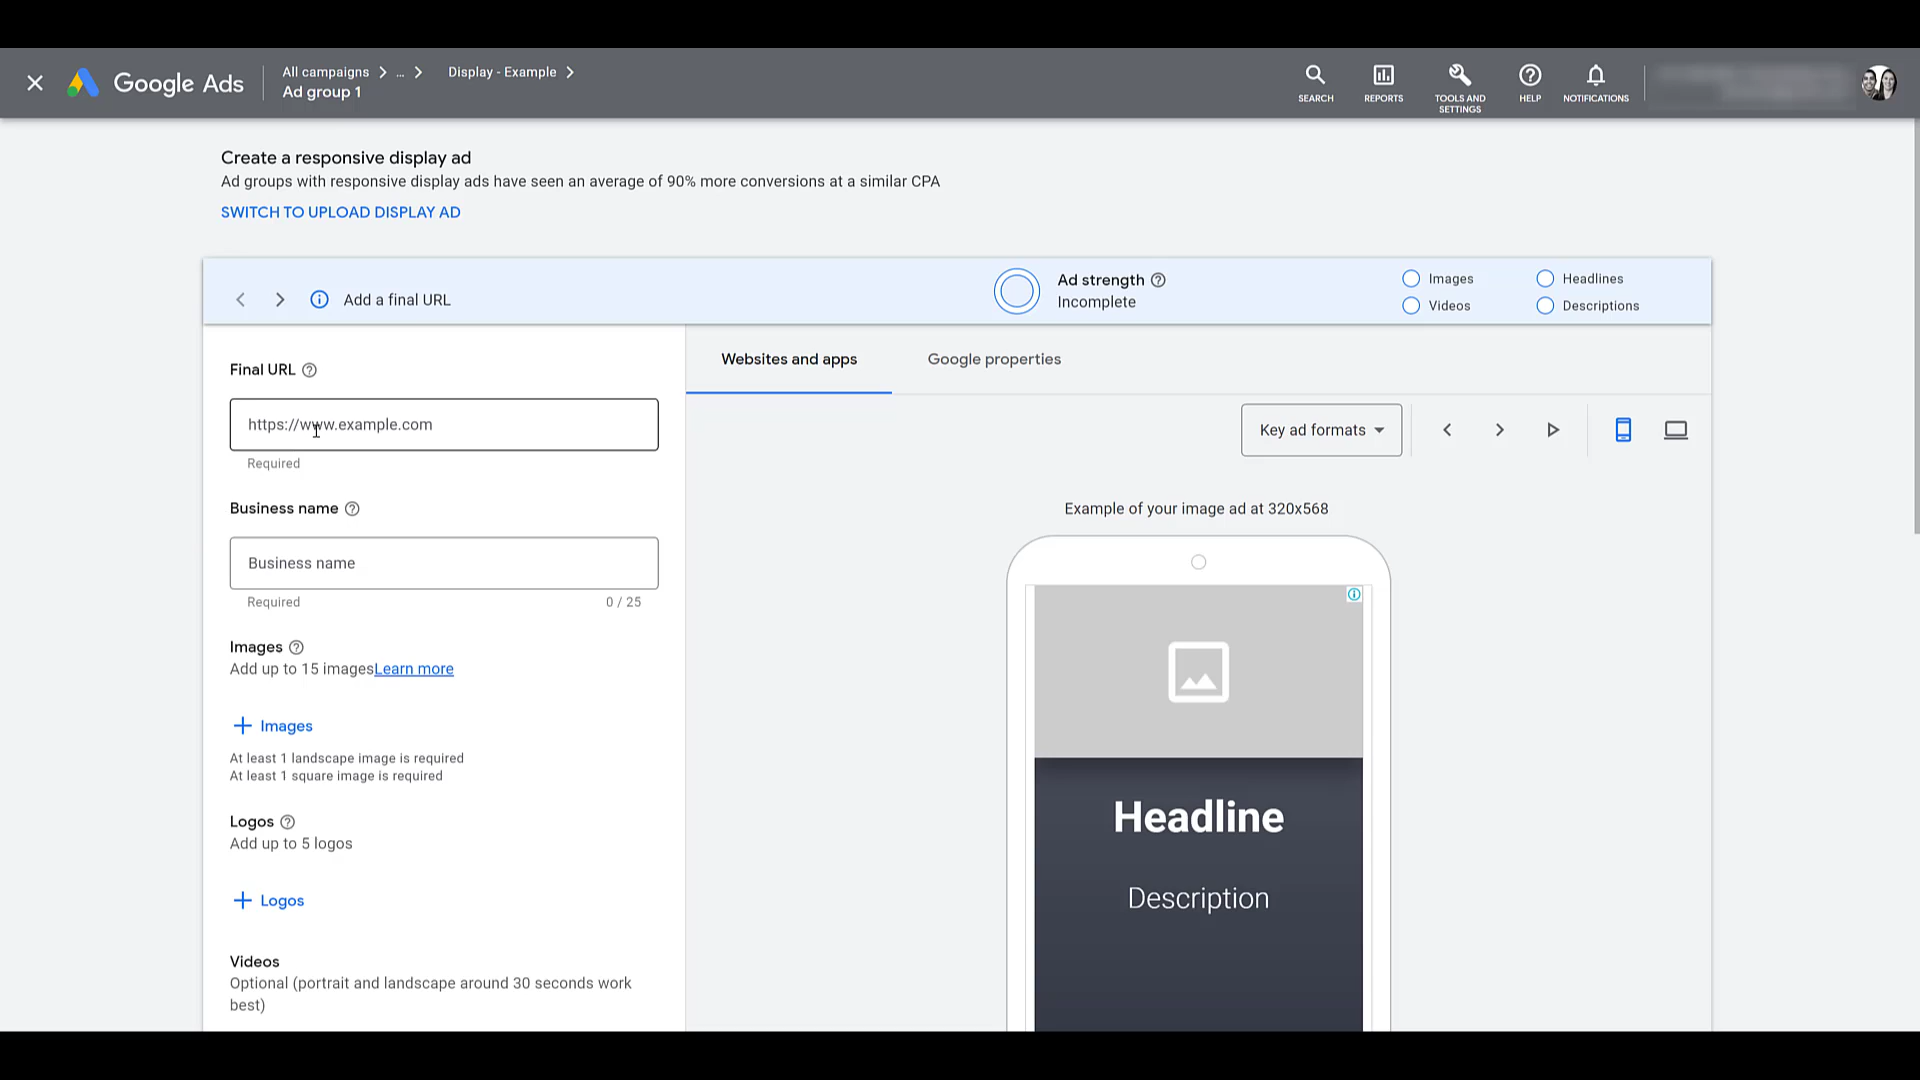 Google Ads
All campaigns > ... > Display - Example >
Ad group 1
SEARCH
REPORTS
TOOLS AND
SETTINGS
HELP
NOTIFICATIONS
Create a responsive display ad
Ad groups with responsive display ads have seen an average of 90% more conversions at a similar CPA
SWITCH TO UPLOAD DISPLAY AD
Add a final URL
Ad strength
Incomplete
Images
Headlines
Videos
Descriptions
Final URL
https://www.example.com
Required
Business name
Business name
Required 0 / 25
Images
Add up to 15 imagesLearn more
+ Images
At least 1 landscape image is required
At least 1 square image is required
Logos
Add up to 5 logos
+ Logos
Videos
Optional (portrait and landscape around 30 seconds work
best)
Websites and apps
Google properties
Key ad formats
Example of your image ad at 320x568
Headline
Description